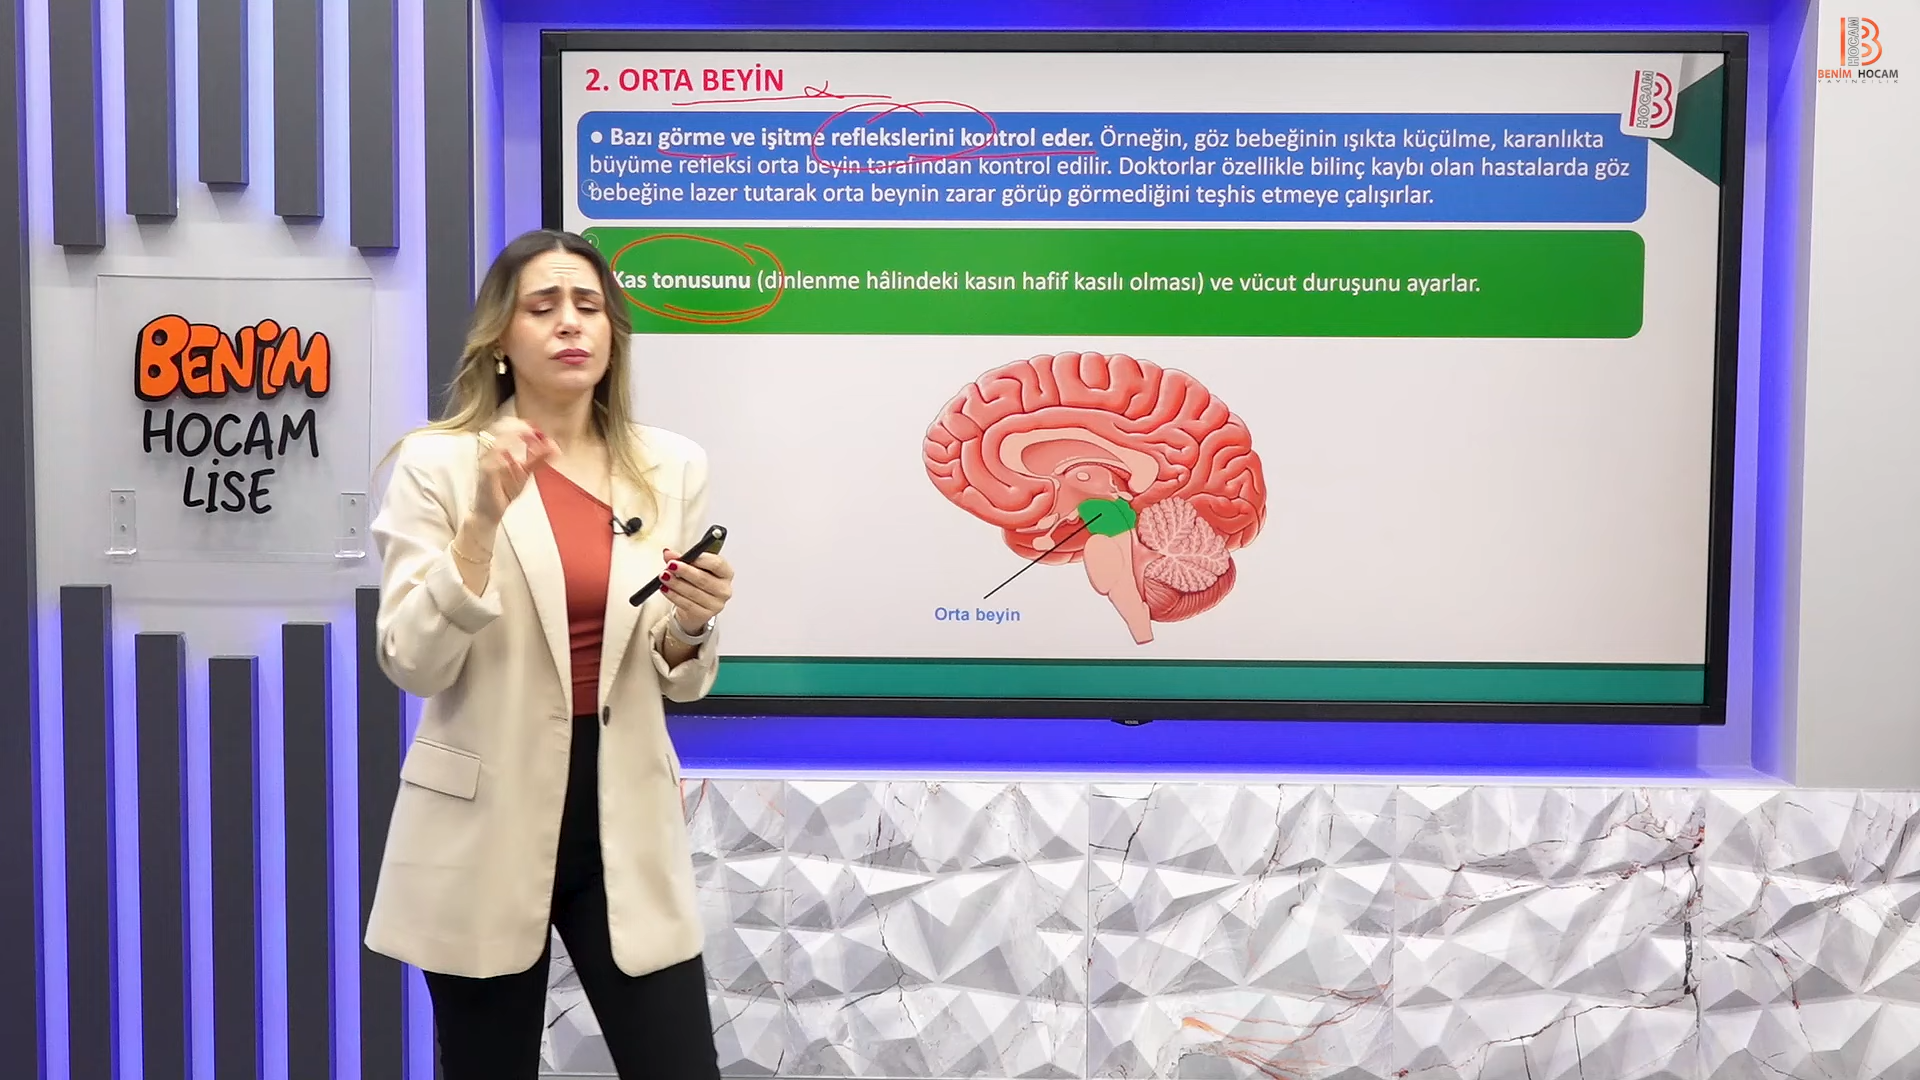 2. ORTA BEYİN
● Bazı görme ve işitme reflekslerini kontrol eder. Örneğin, göz bebeğinin ışıkta küçülme, karanlıkta
büyüme refleksi orta beyin tarafından kontrol edilir. Doktorlar özellikle bilinç kaybı olan hastalarda göz
bebeğine lazer tutarak orta beynin zarar görüp görmediğini teşhis etmeye çalışırlar.
Kas tonusunu (dinlenme hâlindeki kasın hafif kasılı olması) ve vücut duruşunu ayarlar.
Orta beyin
BENİM
HOCAM
LİSE
HOCAM
B
HOCAM
B
BENİM HOCAM
YAYINCILIK